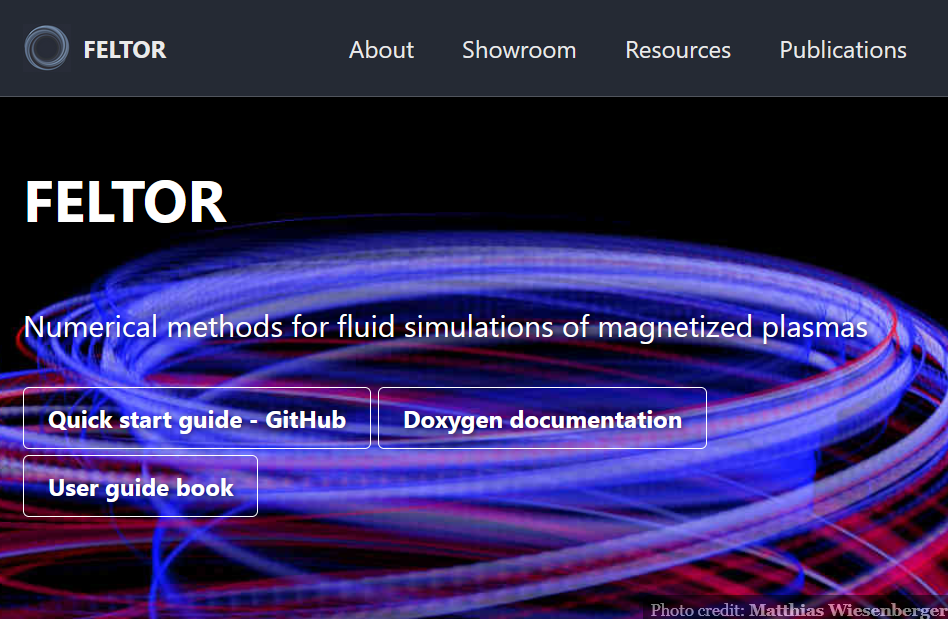 FELTOR
About
Showroom
Resources
Publications
FELTOR
Numerical methods for fluid simulations of magnetized plasmas
Quick start guide - GitHub
Doxygen documentation
User guide book
Photo credit: Matthias Wiesenberger